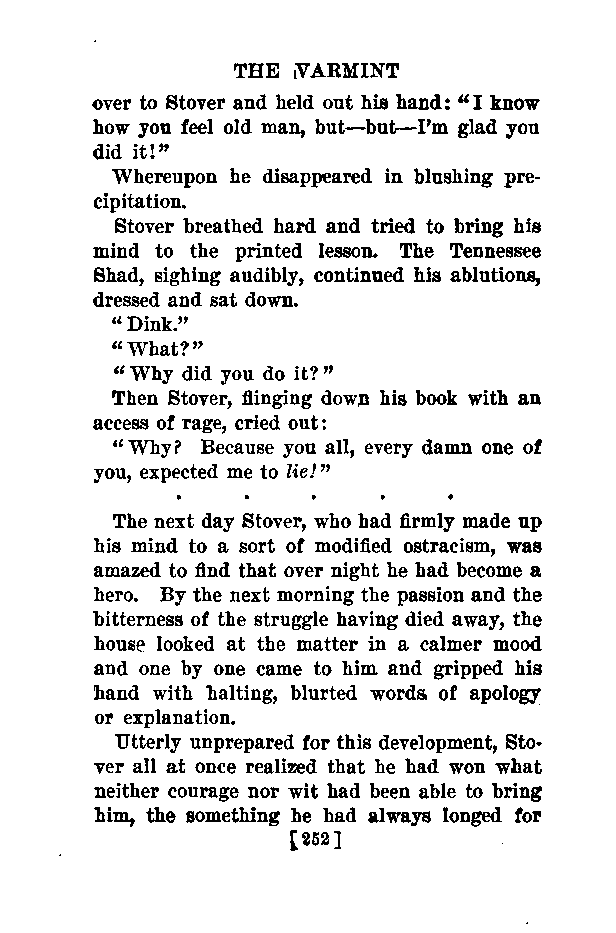 THE VARMINT
over to Stover and held out his hand: "I know
how you feel old man, but—but—I'm glad you
did it!"
Whereupon he disappeared in blushing pre-
cipitation.
Stover breathed hard and tried to bring his
mind to the printed lesson. The Tennessee
Shad, sighing audibly, continued his ablutions,
dressed and sat down.
"Dink."
"What?"
"Why did you do it?"
Then Stover, flinging down his book with an
access of rage, cried out:
"Why? Because you all, every damn one of
you, expected me to lie!"
. . . . .
The next day Stover, who had firmly made up
his mind to a sort of modified ostracism, was
amazed to find that over night he had become a
hero. By the next morning the passion and the
bitterness of the struggle having died away, the
house looked at the matter in a calmer mood
and one by one came to him and gripped his
hand with halting, blurted words of apology
or explanation.
Utterly unprepared for this development, Sto-
ver all at once realized that he had won what
neither courage nor wit had been able to bring
him, the something he had always longed for
[252]